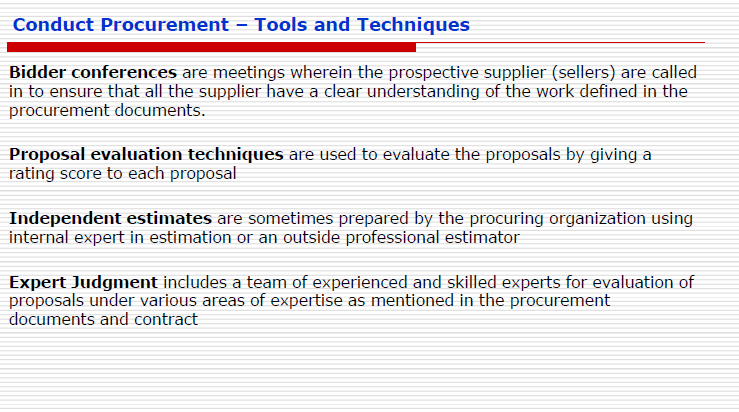 Conduct Procurement – Tools and Techniques
Bidder conferences are meetings wherein the prospective supplier (sellers) are called
in to ensure that all the supplier have a clear understanding of the work defined in the
procurement documents.
Proposal evaluation techniques are used to evaluate the proposals by giving a
rating score to each proposal
Independent estimates are sometimes prepared by the procuring organization using
internal expert in estimation or an outside professional estimator
Expert Judgment includes a team of experienced and skilled experts for evaluation of
proposals under various areas of expertise as mentioned in the procurement
documents and contract